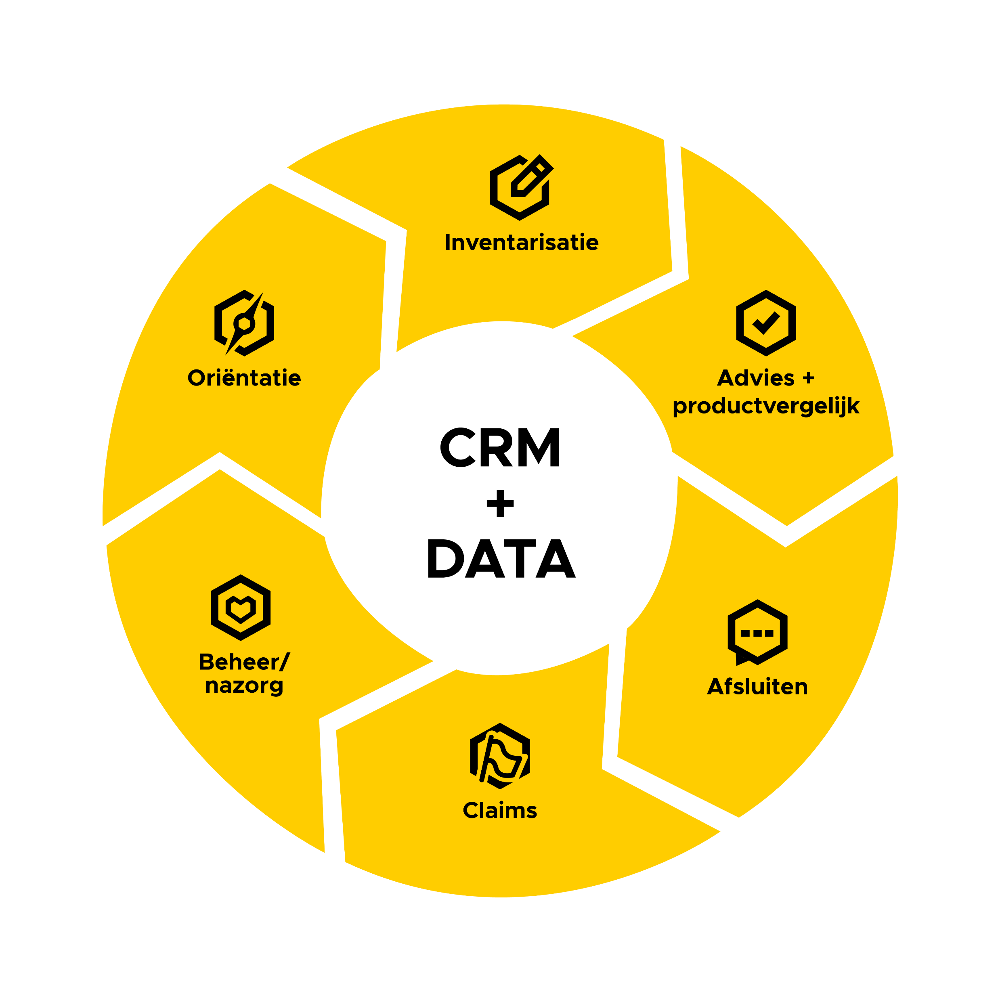 Inventarisatie
Oriëntatie
Advies +
productvergelijk
CRM
+
DATA
Beheer/
nazorg
Afsluiten
Claims